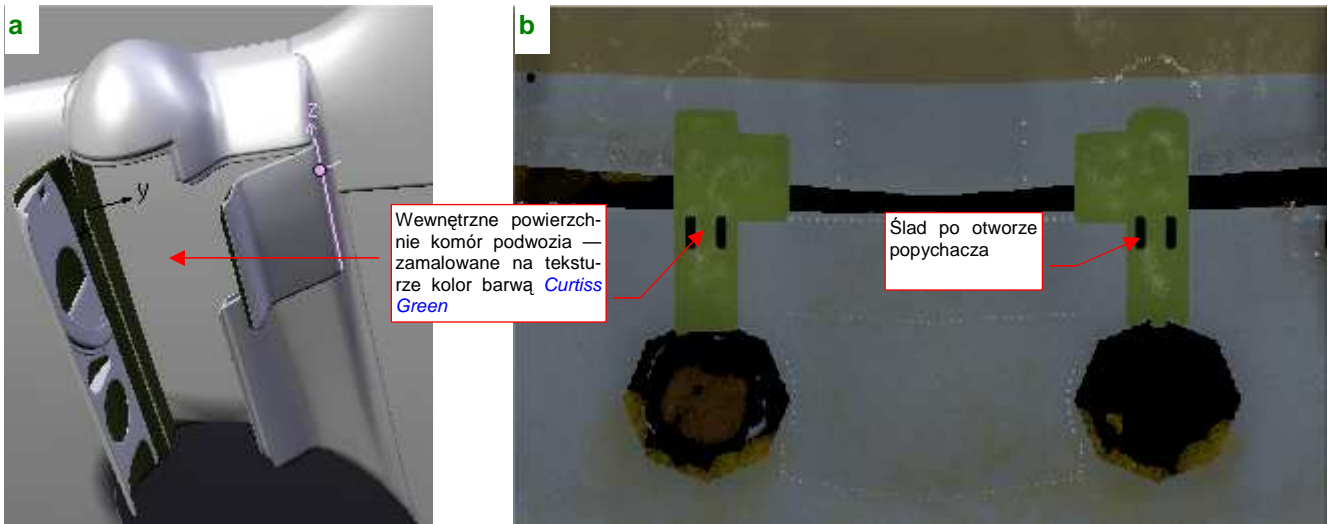 a
b
z
y
Wewnętrzne powierzch-
nie komór podwozia —
zamalowane na tekstu-
rze kolor barwą Curtiss
Green
Ślad po otworze
popychacza